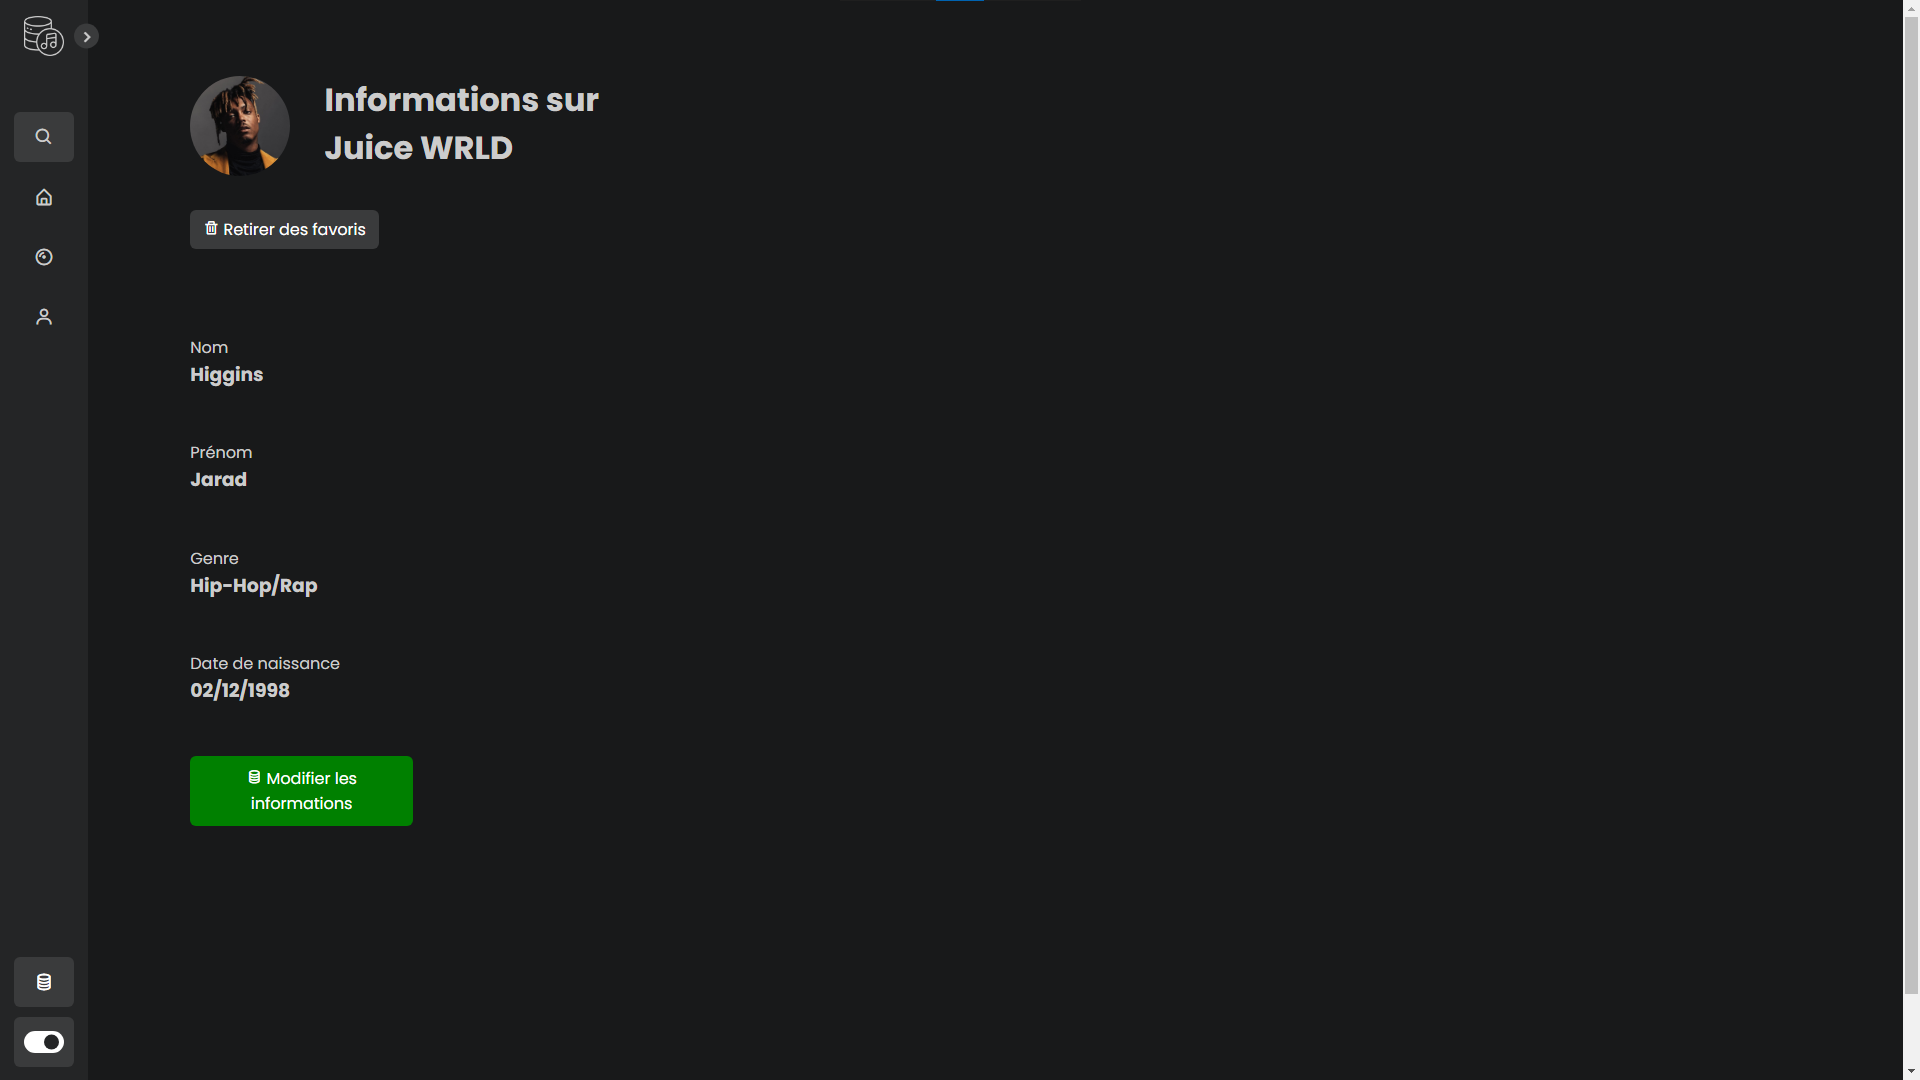 Informations sur
Juice WRLD
Retirer des favoris
Nom
Higgins
Prénom
Jarad
Genre
Hip-Hop/Rap
Date de naissance
02/12/1998
Modifier les
informations